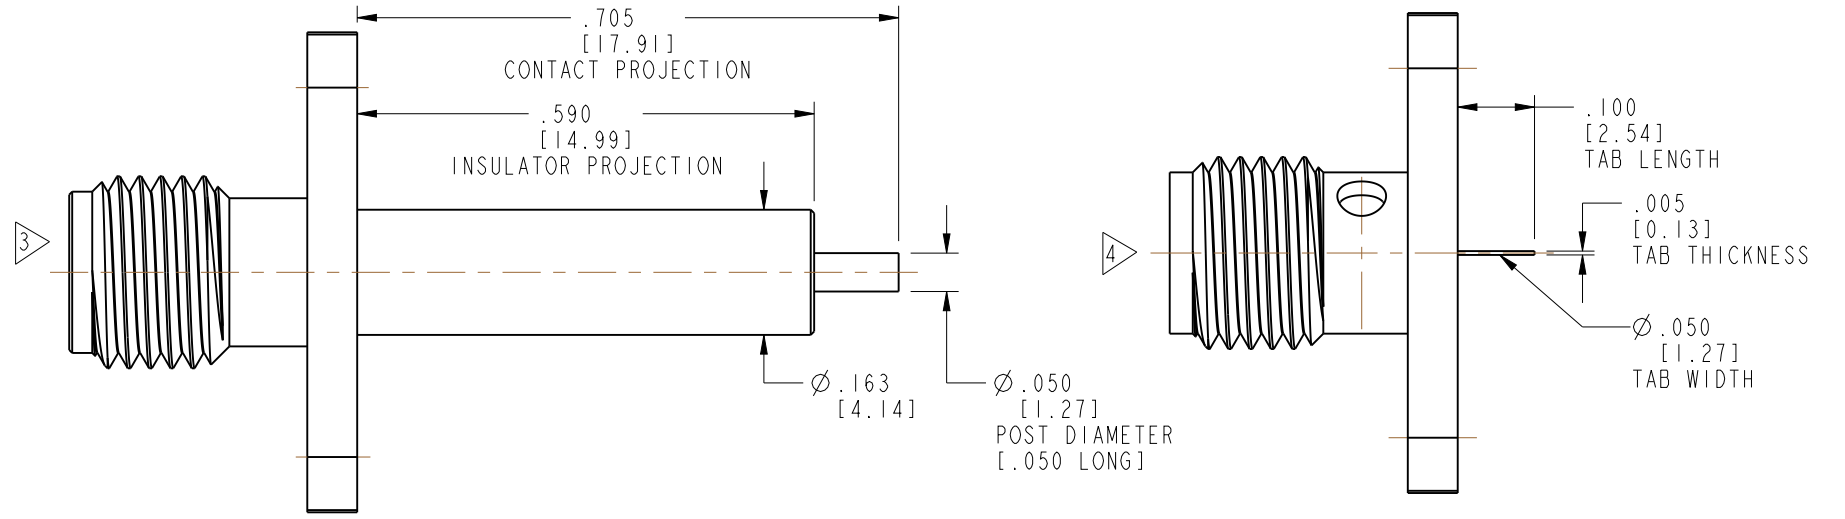 .705
[17.91]
CONTACT PROJECTION
.590
[14.99]
INSULATOR PROJECTION
3
Ø.163
[4.14]
Ø.050
[1.27]
POST DIAMETER
[.050 LONG]
4
.100
[2.54]
TAB LENGTH
.005
[0.13]
TAB THICKNESS
Ø.050
[1.27]
TAB WIDTH